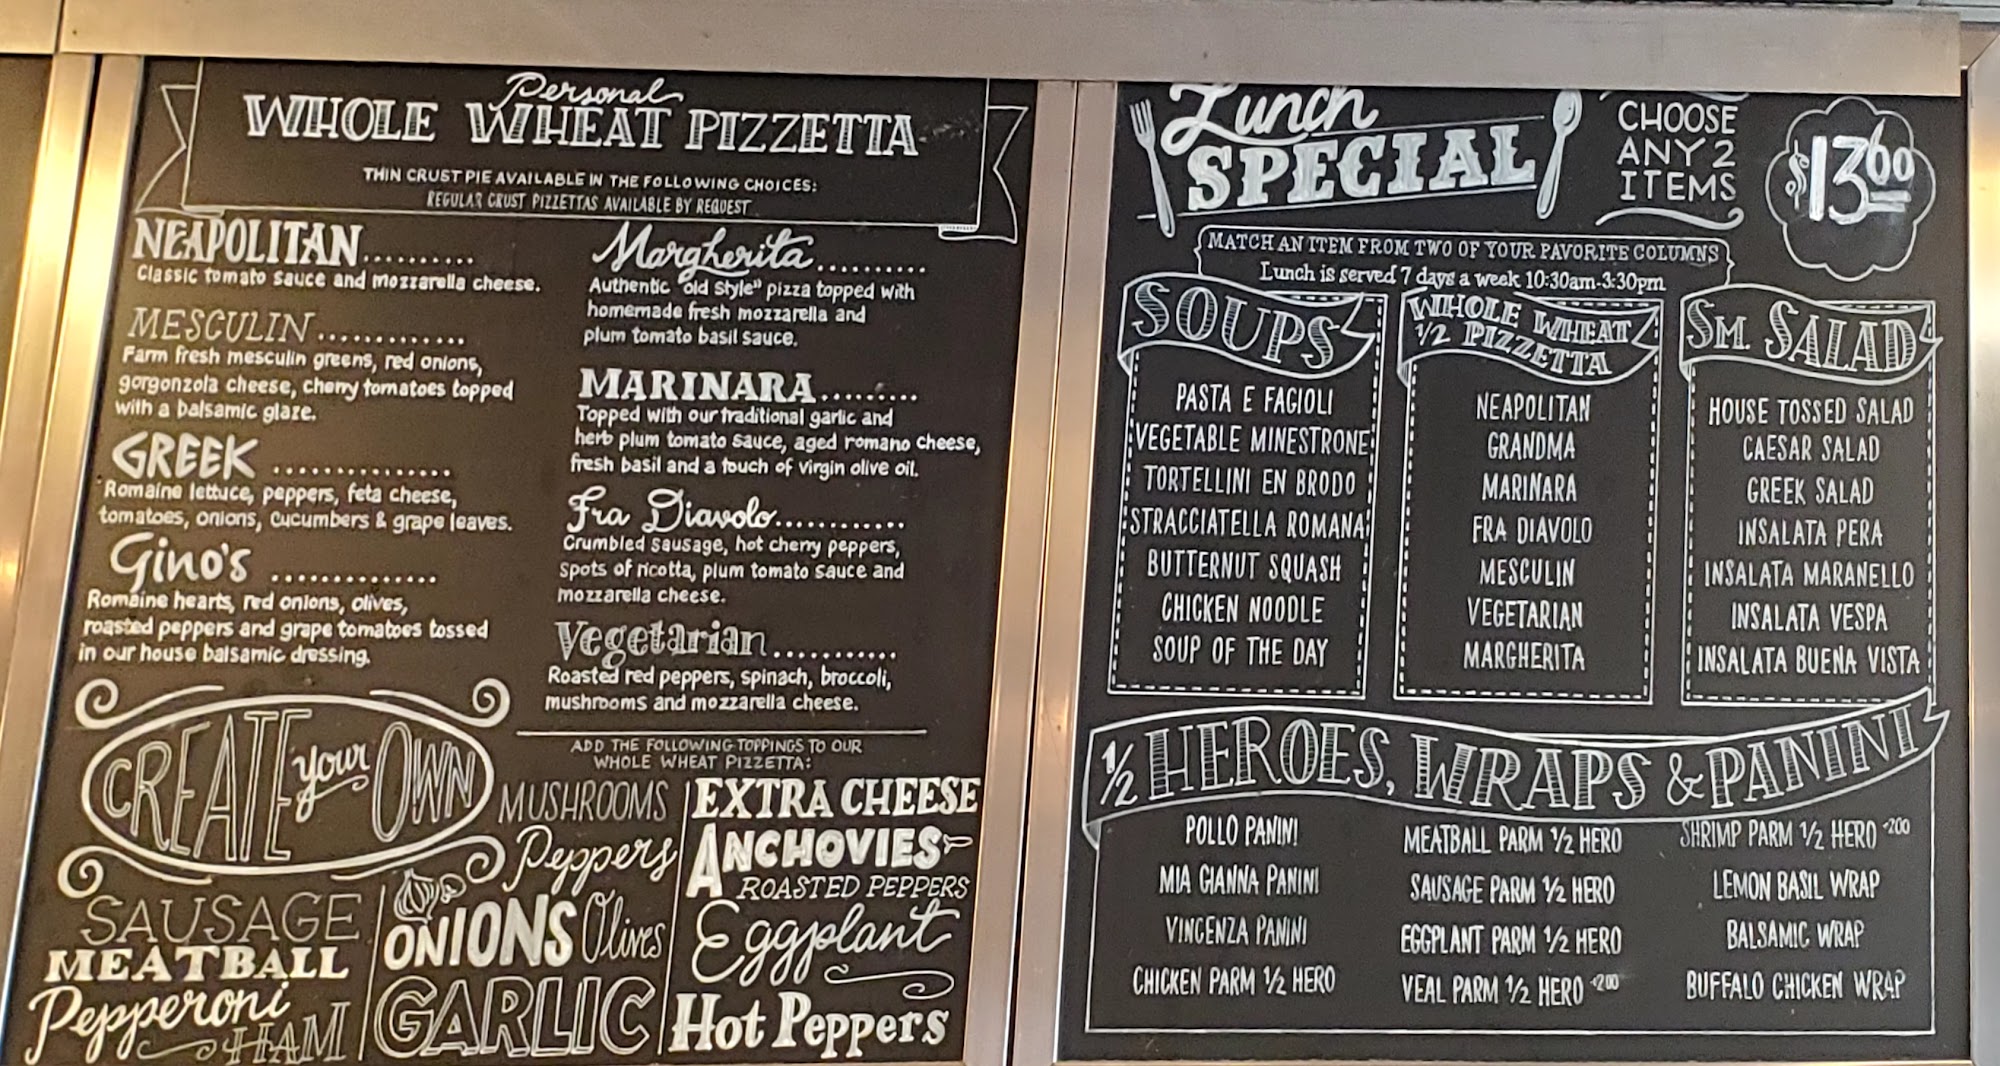 Personal
WHOLE WHEAT PIZZETTA
THIN CRUST PIE AVAILABLE IN THE FOLLOWING CHOICES:
REGULAR CRUST PIZZETTAS AVAILABLE BY REQUEST
NEAPOLITAN..........
Classic tomato sauce and mozzarella cheese.
MESCULIN.............
Farm fresh mesculin greens, red onions,
gorgonzola cheese, cherry tomatoes topped
with a balsamic glaze.
GREEK ................
Romaine lettuce, peppers, feta cheese,
tomatoes, onions, cucumbers & grape leaves.
Gino's ..............
Romaine hearts, red onions, olives,
roasted peppers and grape tomatoes tossed
in our house balsamic dressing.
Margherita..........
Authentic "old style" pizza topped with
homemade fresh mozzarella and
plum tomato basil sauce.
MARINARA.........
Topped with our traditional garlic and
herb plum tomato sauce, aged romano cheese,
fresh basil and a touch of virgin olive oil.
Fra Diavolo............
Crumbled sausage, hot cherry peppers,
spots of ricotta, plum tomato sauce and
mozzarella cheese.
Vegetarian...........
Roasted red peppers, spinach, broccoli,
mushrooms and mozzarella cheese.
CREATE your OWN
ADD THE FOLLOWING TOPPINGS TO OUR
WHOLE WHEAT PIZZETTA:
SAUSAGE
MEATBALL
Pepperoni
HAM
MUSHROOMS
Peppers
ONIONS Olives
GARLIC
EXTRA CHEESE
ANCHOVIES
ROASTED PEPPERS
Eggplant
Hot Peppers
Lunch
SPECIAL
CHOOSE
ANY 2
ITEMS
$13.60
MATCH AN ITEM FROM TWO OF YOUR FAVORITE COLUMNS
Lunch is served 7 days a week 10:30am-3:30pm
SOUPS
PASTA E FAGIOLI
VEGETABLE MINESTRONE
TORTELLINI EN BRODO
STRACCIATELLA ROMANA
BUTTERNUT SQUASH
CHICKEN NOODLE
SOUP OF THE DAY
WHOLE WHEAT
1/2 PIZZETTA
NEAPOLITAN
GRANDMA
MARINARA
FRA DIAVOLO
MESCULIN
VEGETARIAN
MARGHERITA
SM. SALAD
HOUSE TOSSED SALAD
CAESAR SALAD
GREEK SALAD
INSALATA PERA
INSALATA MARANELLO
INSALATA VESPA
INSALATA BUENA VISTA
1/2 HEROES, WRAPS & PANINI
POLLO PANINI
MIA GIANNA PANINI
VINCENZA PANINI
CHICKEN PARM 1/2 HERO
MEATBALL PARM 1/2 HERO
SAUSAGE PARM 1/2 HERO
EGGPLANT PARM 1/2 HERO
VEAL PARM 1/2 HERO +200
SHRIMP PARM 1/2 HERO +200
LEMON BASIL WRAP
BALSAMIC WRAP
BUFFALO CHICKEN WRAP